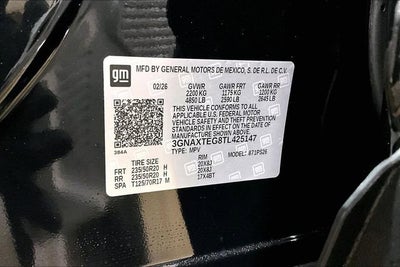 gm
MFD BY GENERAL MOTORS DE MEXICO, S. DE R.L. DE C.V.
02/26 GVWR GAWR FRT GAWR RR
2200 KG 1175 KG 1200 KG
4850 LB 2590 LB 2645 LB
THIS VEHICLE CONFORMS TO ALL
APPLICABLE U.S. FEDERAL MOTOR
VEHICLE SAFETY AND THEFT
PREVENTION STANDARDS IN EFFECT
ON THE DATE OF MANUFACTURE
SHOWN ABOVE.
3GNAXTEG8TL425147
TYPE: MPV MODEL: 871PS26
384A
TIRE SIZE RIM
FRT 235/50R20 H 20X8J
RR 235/50R20 H 20X8J
SPA T125/70R17 M 17X4BT